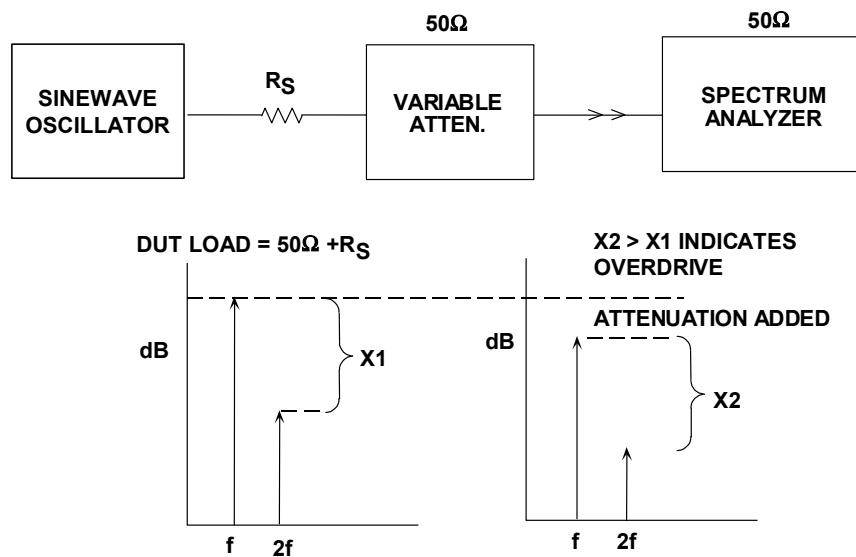 50Ω
50Ω
SINEWAVE
OSCILLATOR
RS
VARIABLE
ATTEN.
SPECTRUM
ANALYZER
DUT LOAD = 50Ω +RS
X2 > X1 INDICATES
OVERDRIVE
ATTENUATION ADDED
dB
X1
dB
X2
f
2f
f
2f